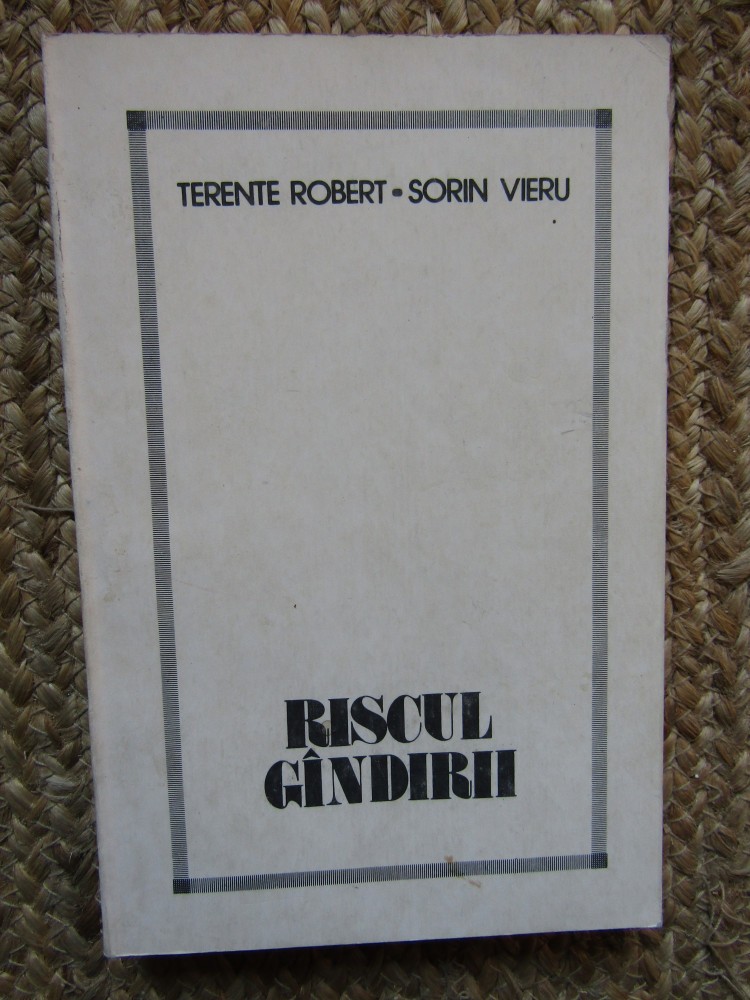 TERENTE ROBERT ▪ SORIN VIERU
RISCUL
GÎNDIRII